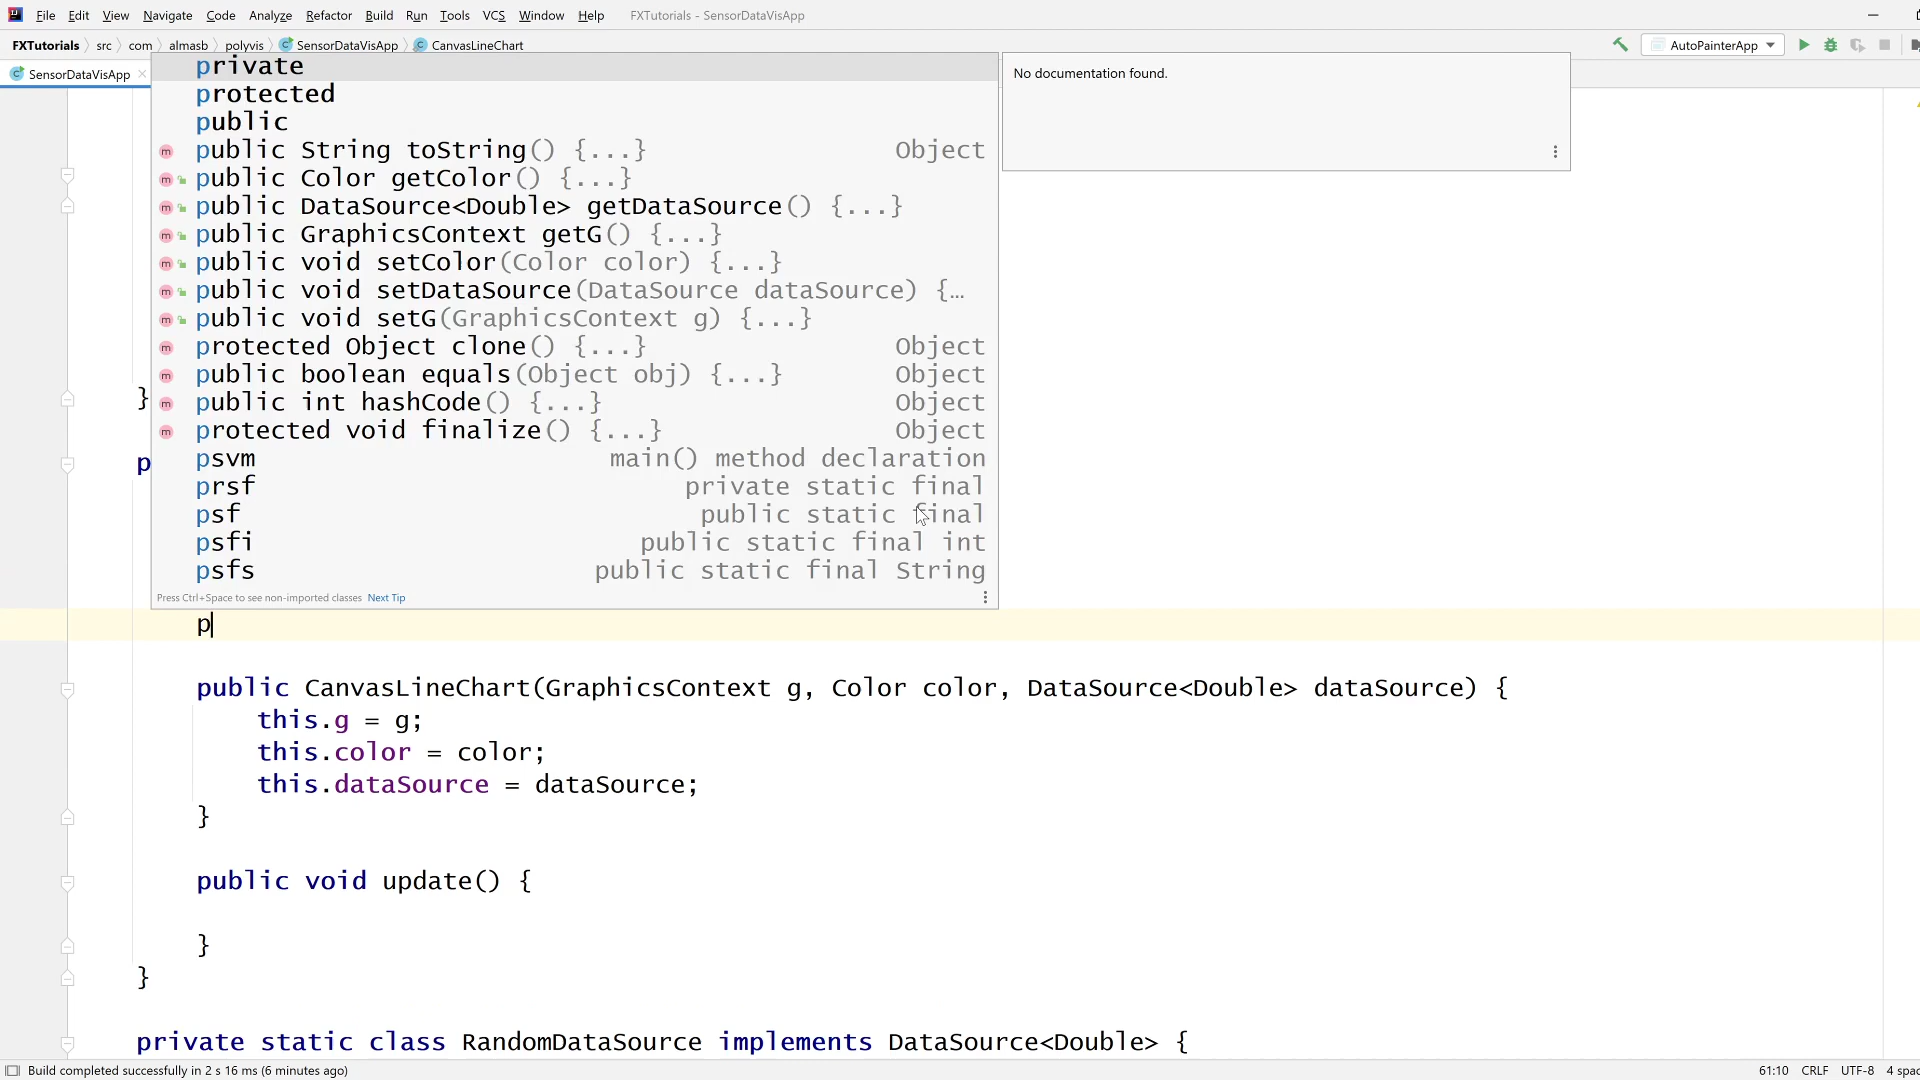 File Edit View Navigate Code Analyze Refactor Build Run Tools VCS Window Help FXTutorials - SensorDataVisApp
FXTutorials src com almasb polyvis SensorDataVisApp CanvasLineChart AutoPainterApp
SensorDataVisApp
private
protected
public
public String toString() {...} Object
public Color getColor() {...}
public DataSource<Double> getDataSource() {...}
public GraphicsContext getG() {...}
public void setColor(Color color) {...}
public void setDataSource(DataSource dataSource) {…
public void setG(GraphicsContext g) {...}
protected Object clone() {...} Object
public boolean equals(Object obj) {...} Object
public int hashCode() {...} Object
protected void finalize() {...} Object
psvm main() method declaration
prsf private static final
psf public static final
psfi public static final int
psfs public static final String
Press Ctrl+Space to see non-imported classes Next Tip
No documentation found.
}
p
p
public CanvasLineChart(GraphicsContext g, Color color, DataSource<Double> dataSource) {
this.g = g;
this.color = color;
this.dataSource = dataSource;
}
public void update() {
}
}
private static class RandomDataSource implements DataSource<Double> {
Build completed successfully in 2 s 16 ms (6 minutes ago) 61:10 CRLF UTF-8 4 spac